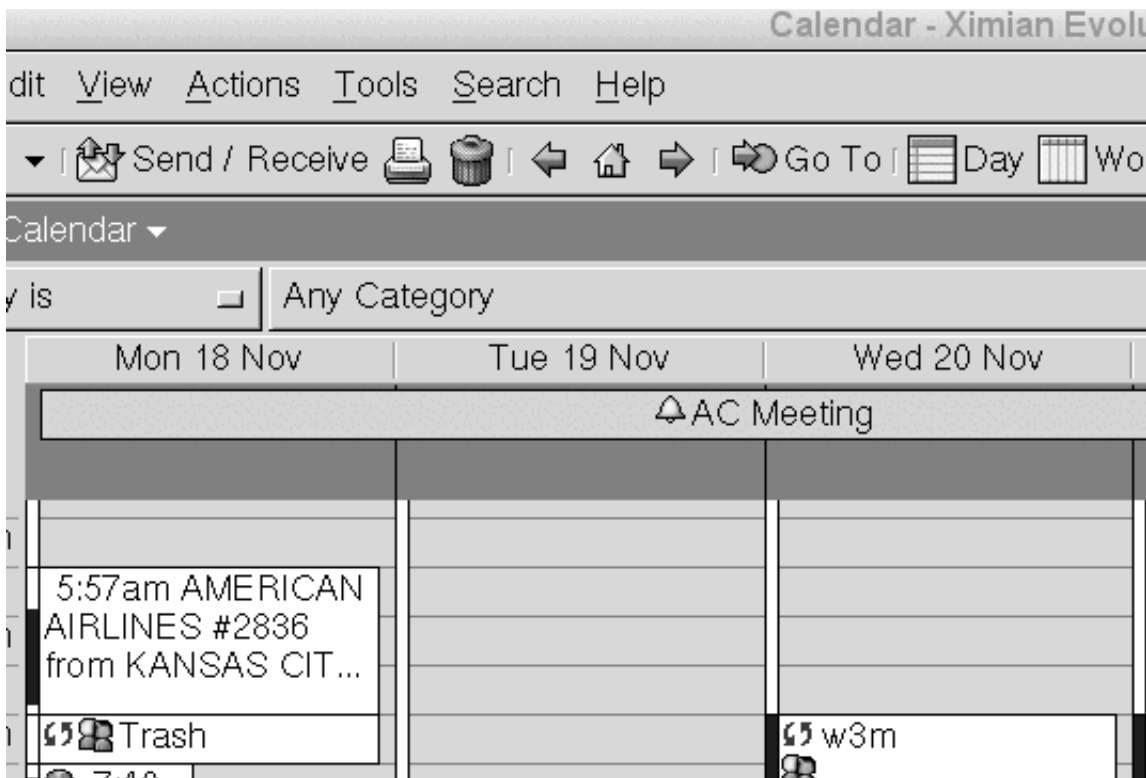 Calendar - Ximian Evolu
dit View Actions Tools Search Help
Send / Receive Go To Day Wo
Calendar
y is Any Category
Mon 18 Nov Tue 19 Nov Wed 20 Nov
AC Meeting
5:57am AMERICAN
AIRLINES #2836
from KANSAS CIT...
Trash w3m